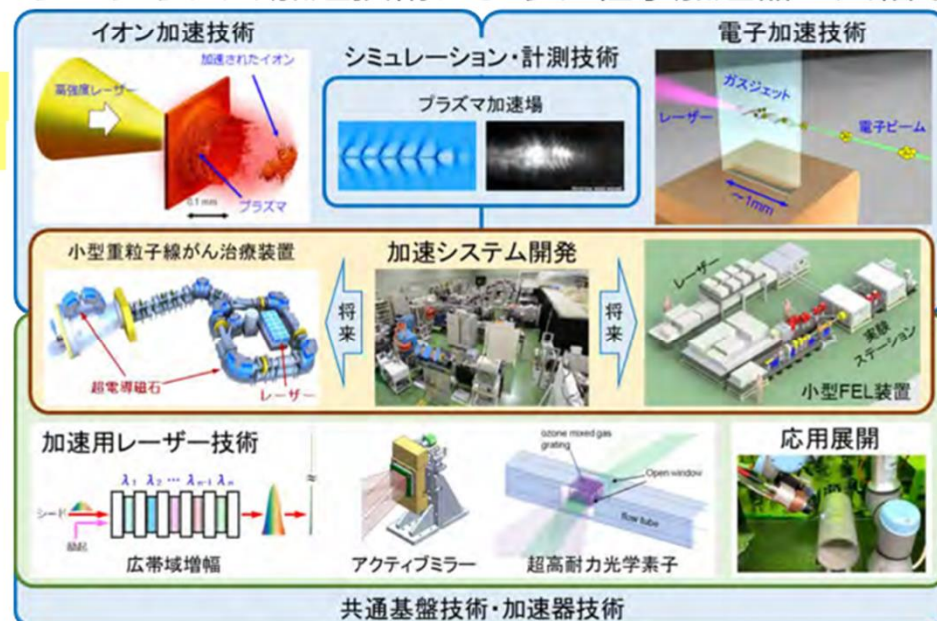 イオン加速技術
高強度レーザー
加速されたイオン
0.1 mm
プラズマ
シミュレーション・計測技術
プラズマ加速場
電子加速技術
ガスジェット
レーザー
電子ビーム
~1mm
小型重粒子線がん治療装置
超電導磁石
レーザー
将来
加速システム開発
将来
レーザー
実験
ステーション
小型FEL装置
加速用レーザー技術
λ1 λ2 … λn-1 λn
シード
励起
広帯域増幅
アクティブミラー
ozone mixed gas
grating
Open window
flow tube
超高耐力光学素子
応用展開
共通基盤技術・加速器技術